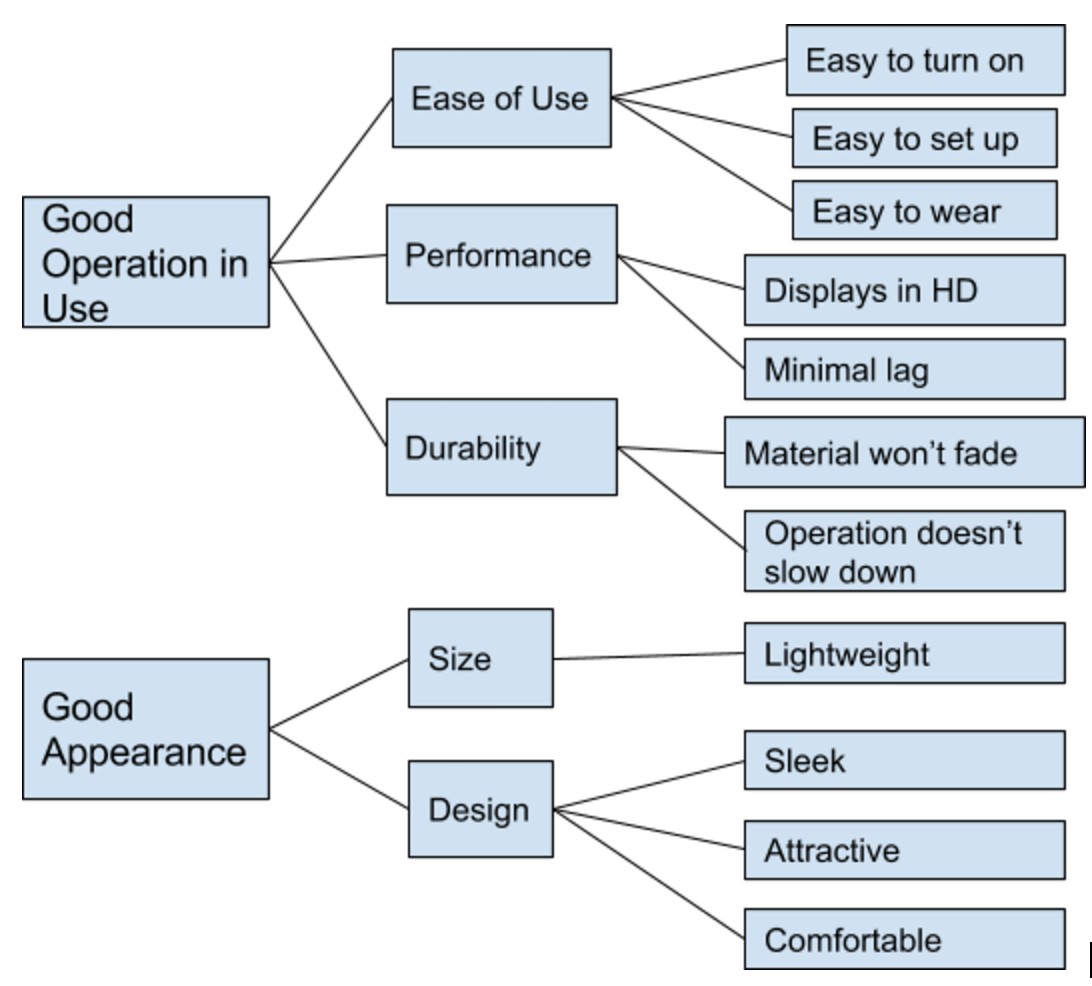 Good
Operation in
Use
Ease of Use
Easy to turn on
Easy to set up
Easy to wear
Performance
Displays in HD
Minimal lag
Durability
Material won’t fade
Operation doesn’t
slow down
Good
Appearance
Size
Lightweight
Design
Sleek
Attractive
Comfortable